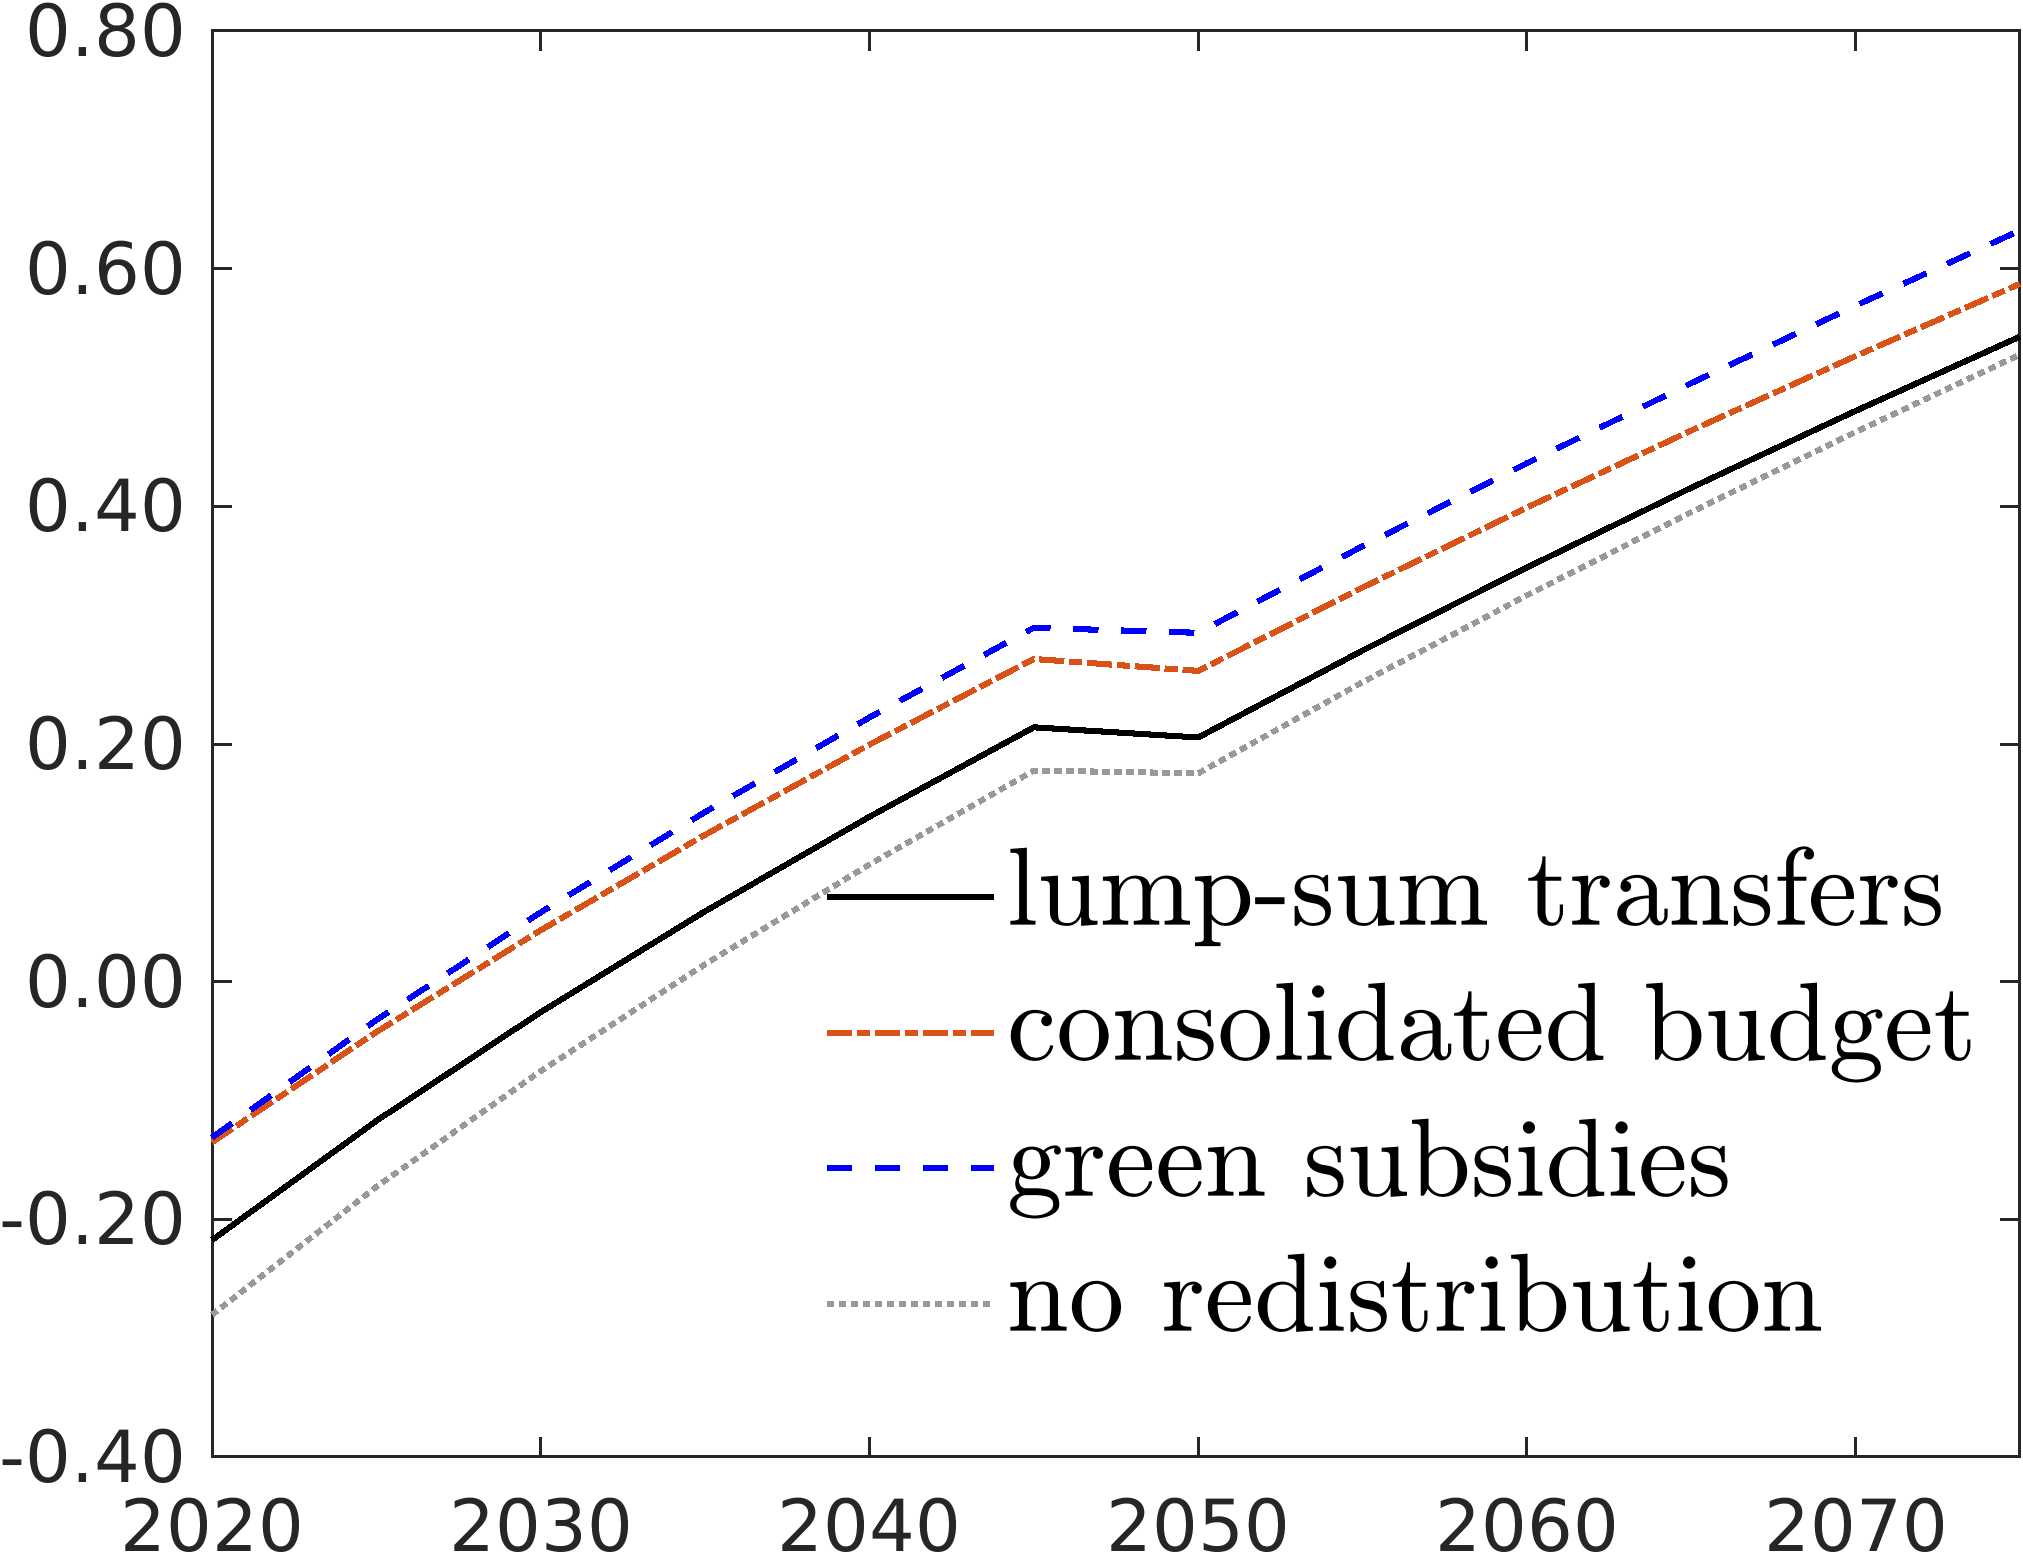 0.80
0.60
0.40
0.20
0.00
-0.20
-0.40
2020 2030 2040 2050 2060 2070
lump-sum transfers
consolidated budget
green subsidies
no redistribution